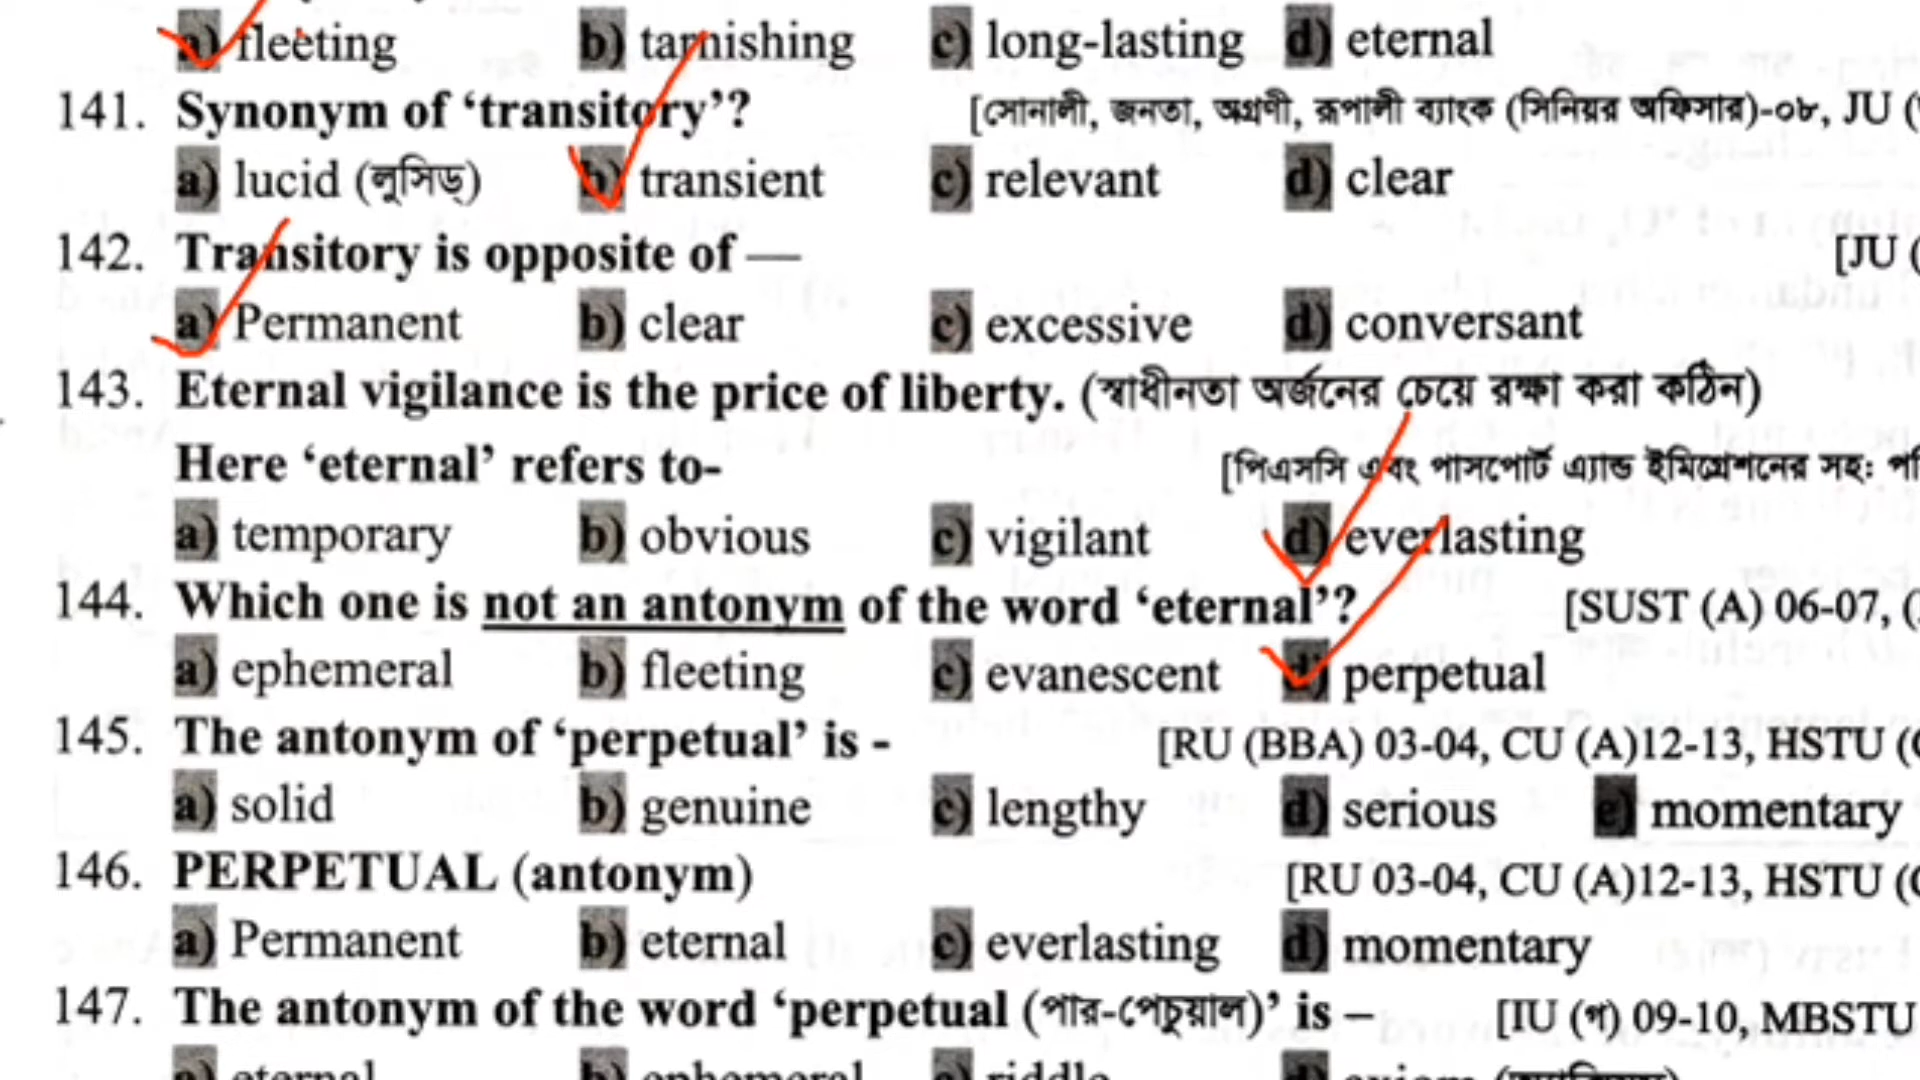 a) fleeting b) tarnishing c) long-lasting d) eternal
141. Synonym of ‘transitory’? [সোনালী, জনতা, অগ্রণী, রূপালী ব্যাংক (সিনিয়র অফিসার)-০৮, JU (
a) lucid (লুসিড্) b) transient c) relevant d) clear
142. Transitory is opposite of — [JU (
a) Permanent b) clear c) excessive d) conversant
143. Eternal vigilance is the price of liberty. (স্বাধীনতা অর্জনের চেয়ে রক্ষা করা কঠিন)
Here ‘eternal’ refers to- [পিএসসি এবং পাসপোর্ট এ্যান্ড ইমিগ্রেশনের সহঃ
a) temporary b) obvious c) vigilant d) everlasting
144. Which one is not an antonym of the word ‘eternal’? [SUST (A) 06-07, (
a) ephemeral b) fleeting c) evanescent d) perpetual
145. The antonym of ‘perpetual’ is - [RU (BBA) 03-04, CU (A)12-13, HSTU (
a) solid b) genuine c) lengthy d) serious e) momentary
146. PERPETUAL (antonym) [RU 03-04, CU (A)12-13, HSTU (
a) Permanent b) eternal c) everlasting d) momentary
147. The antonym of the word ‘perpetual (পার-পেচুয়াল)’ is – [IU (গ) 09-10, MBSTU
a) eternal b) ephemeral c) riddle d)